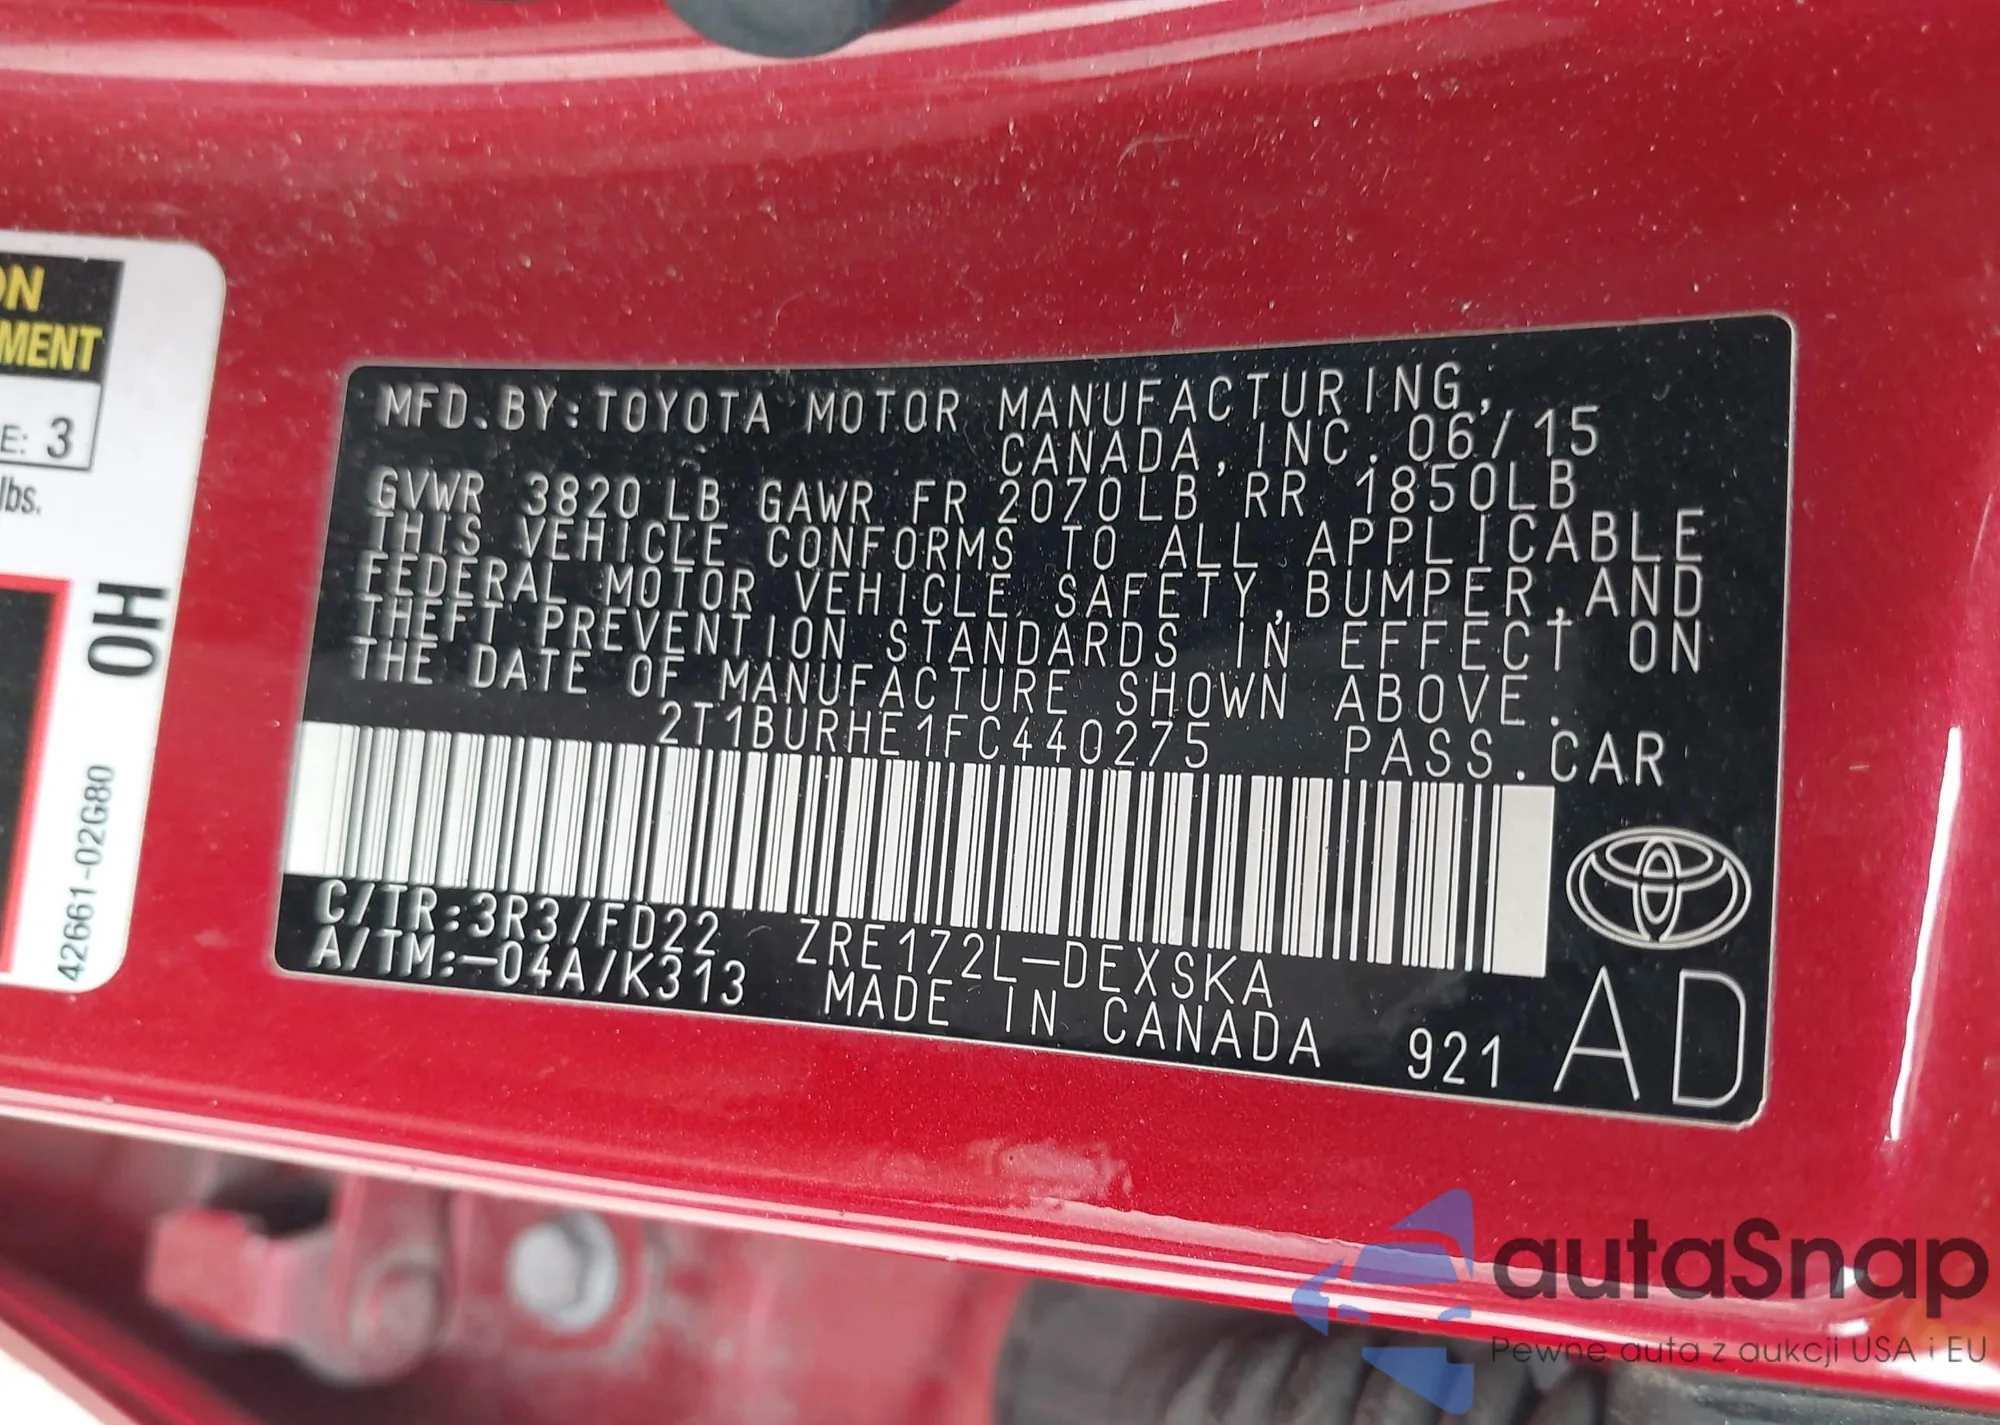 ON
MENT
E: 3
lbs.
OH
42661-02G80
MFD.BY:TOYOTA MOTOR MANUFACTURING,
CANADA, INC. 06/15
GVWR 3820 LB GAWR FR 2070LB RR 1850LB
THIS VEHICLE CONFORMS TO ALL APPLICABLE
FEDERAL MOTOR VEHICLE SAFETY,BUMPER,AND
THEFT PREVENTION STANDARDS IN EFFECT ON
THE DATE OF MANUFACTURE SHOWN ABOVE.
2T1BURHE1FC440275 PASS.CAR
C/TR:3R3/FD22 ZRE172L-DEXSKA
A/TM:-04A/K313 MADE IN CANADA 921 AD
autaSnap
Pewne auta z aukcji USA i EU